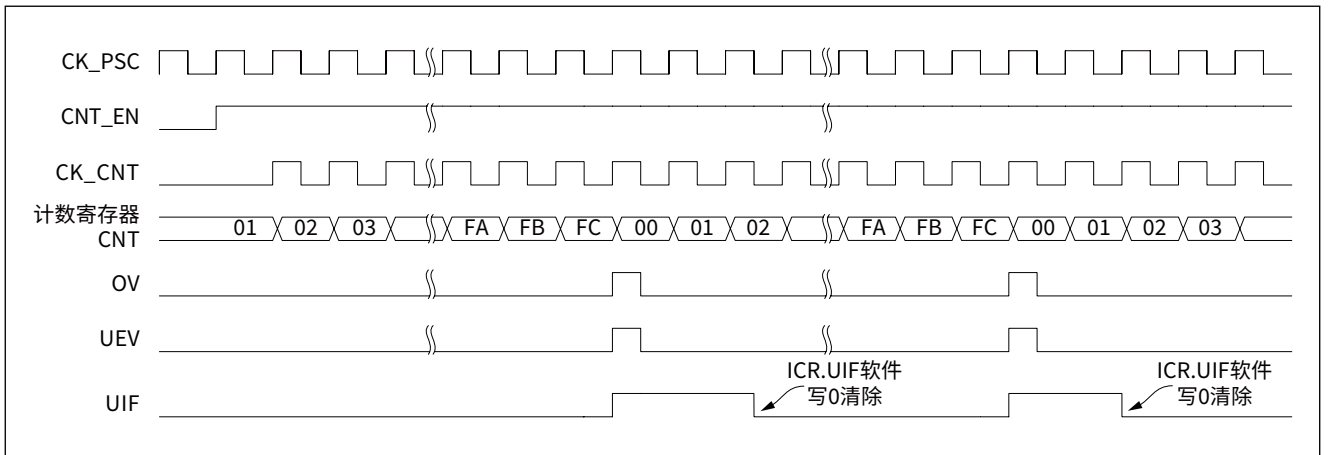 CK_PSC
CNT_EN
CK_CNT
计数寄存器
CNT
01 02 03 FA FB FC 00 01 02 FA FB FC 00 01 02 03
OV
UEV
ICR.UIF软件
写0清除
ICR.UIF软件
写0清除
UIF